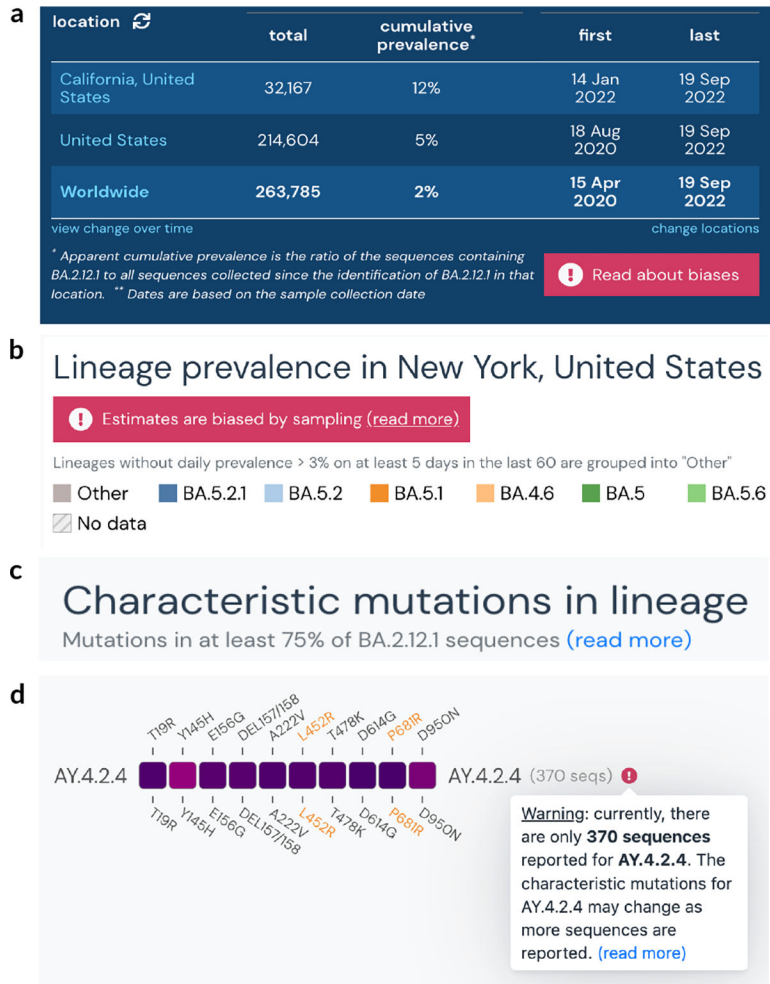 a
location
total
cumulative
prevalence*
first
last
California, United
States
32,167
12%
14 Jan
2022
19 Sep
2022
United States
214,604
5%
18 Aug
2020
19 Sep
2022
Worldwide
263,785
2%
15 Apr
2020
19 Sep
2022
view change over time
change locations
* Apparent cumulative prevalence is the ratio of the sequences containing
BA.2.12.1 to all sequences collected since the identification of BA.2.12.1 in that
location. ** Dates are based on the sample collection date
! Read about biases
b
Lineage prevalence in New York, United States
! Estimates are biased by sampling (read more)
Lineages without daily prevalence > 3% on at least 5 days in the last 60 are grouped into "Other"
Other BA.5.2.1 BA.5.2 BA.5.1 BA.4.6 BA.5 BA.5.6
No data
c
Characteristic mutations in lineage
Mutations in at least 75% of BA.2.12.1 sequences (read more)
d
T19R Y145H E156G DEL157/158 A222V L452R T478K D614G P681R D950N
AY.4.2.4 AY.4.2.4 (370 seqs) !
T19R Y145H E156G DEL157/158 A222V L452R T478K D614G P681R D950N
Warning: currently, there
are only 370 sequences
reported for AY.4.2.4. The
characteristic mutations for
AY.4.2.4 may change as
more sequences are
reported. (read more)